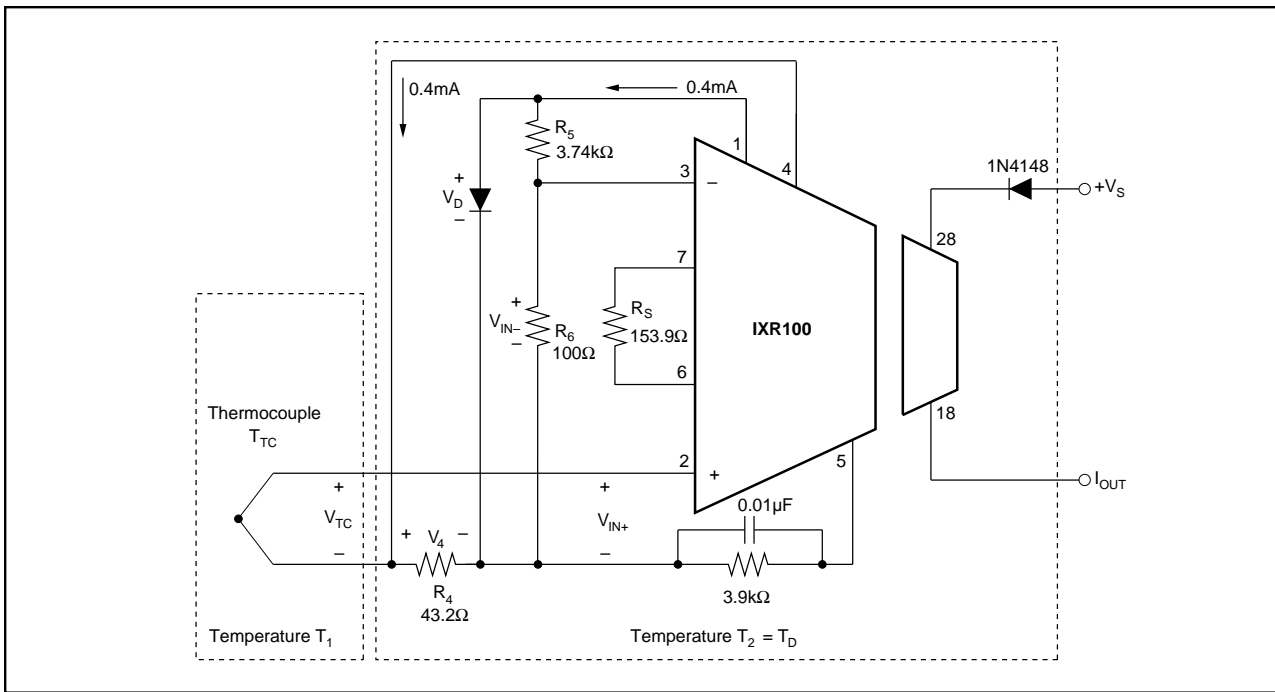 0.4mA
0.4mA
R5
3.74kΩ
1
4
1N4148
+VS
3
–
+
VD
–
28
7
+
VIN–
–
R6
100Ω
RS
153.9Ω
IXR100
6
18
Thermocouple
TTC
2
+
5
IOUT
+
VTC
–
+
V4
–
+
VIN+
–
0.01µF
R4
43.2Ω
3.9kΩ
Temperature T1
Temperature T2 = TD